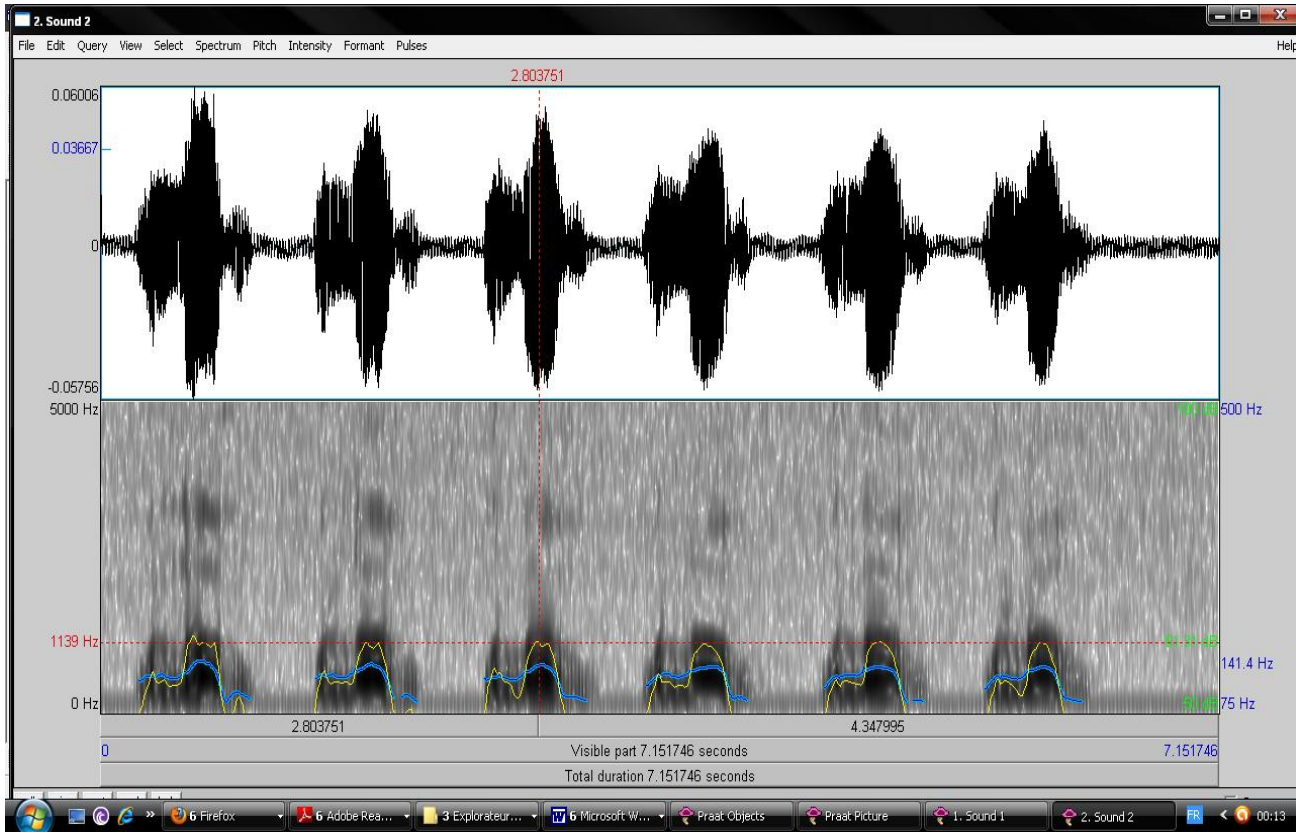 2. Sound 2
File Edit Query View Select Spectrum Pitch Intensity Formant Pulses Help
2.803751
0.06006
0.03667
0
-0.05756
5000 Hz
500 Hz
1139 Hz
141.4 Hz
0 Hz
75 Hz
2.803751 4.347995
0 Visible part 7.151746 seconds 7.151746
Total duration 7.151746 seconds
» 6 Firefox 6 Adobe Rea... 3 Explorateur... 6 Microsoft W... Praat Objects Praat Picture 1. Sound 1 2. Sound 2 FR < 00:13